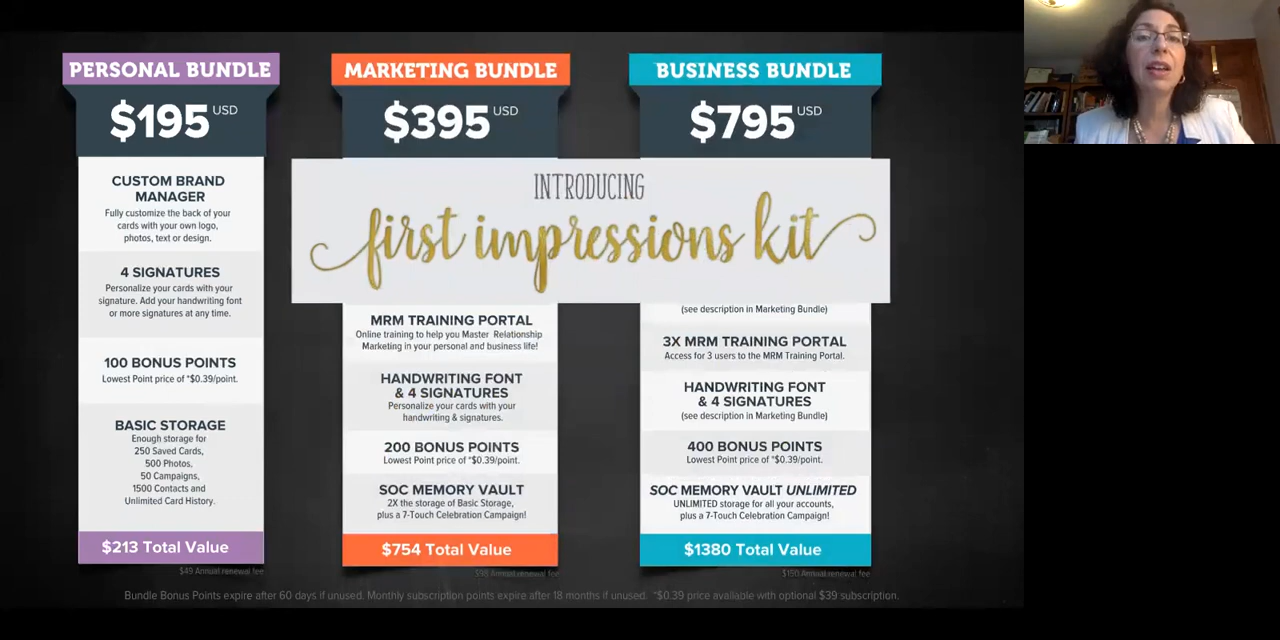 PERSONAL BUNDLE
$195 USD
CUSTOM BRAND
MANAGER
Fully customize the back of your
cards with your own logo,
photos, text or design.
4 SIGNATURES
Personalize your cards with your
signature. Add your handwriting font
or more signatures at any time.
100 BONUS POINTS
Lowest Point price of *$0.39/point.
BASIC STORAGE
Enough storage for
250 Saved Cards,
500 Photos,
50 Campaigns,
1500 Contacts and
Unlimited Card History.
$213 Total Value
$49 Annual renewal fee
MARKETING BUNDLE
$395 USD
INTRODUCING
first impressions kit
MRM TRAINING PORTAL
Online training to help you Master Relationship
Marketing in your personal and business life!
HANDWRITING FONT
& 4 SIGNATURES
Personalize your cards with your
handwriting & signatures.
200 BONUS POINTS
Lowest Point price of *$0.39/point.
SOC MEMORY VAULT
2X the storage of Basic Storage,
plus a 7-Touch Celebration Campaign!
$754 Total Value
$98 Annual renewal fee
BUSINESS BUNDLE
$795 USD
(see description in Marketing Bundle)
3X MRM TRAINING PORTAL
Access for 3 users to the MRM Training Portal.
HANDWRITING FONT
& 4 SIGNATURES
(see description in Marketing Bundle)
400 BONUS POINTS
Lowest Point price of *$0.39/point.
SOC MEMORY VAULT UNLIMITED
UNLIMITED storage for all your accounts,
plus a 7-Touch Celebration Campaign!
$1380 Total Value
$150 Annual renewal fee
Bundle Bonus Points expire after 60 days if unused. Monthly subscription points expire after 18 months if unused. *$0.39 price available with optional $39 subscription.